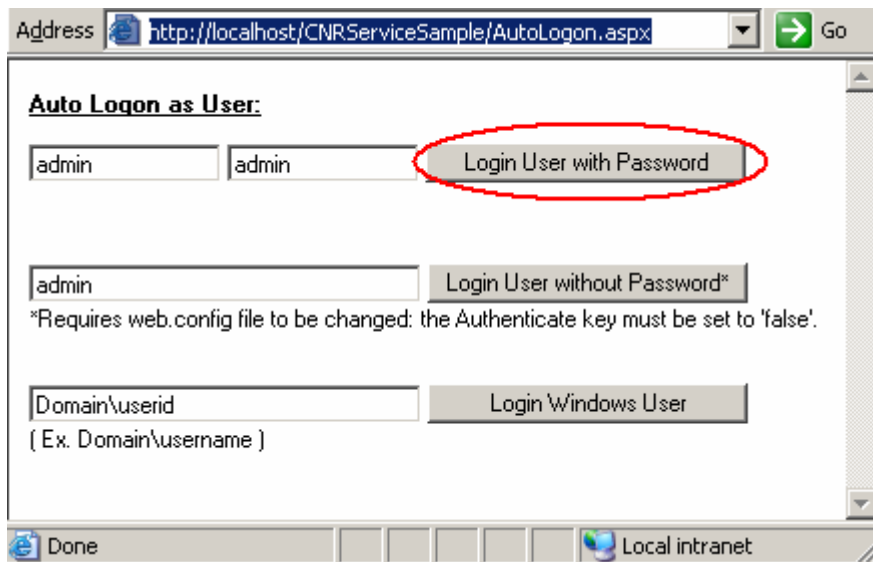 Address http://localhost/CNRServiceSample/AutoLogon.aspx Go
Auto Logon as User:
admin admin Login User with Password
admin Login User without Password*
*Requires web.config file to be changed: the Authenticate key must be set to 'false'.
Domain\userid Login Windows User
( Ex. Domain\username )
Done Local intranet